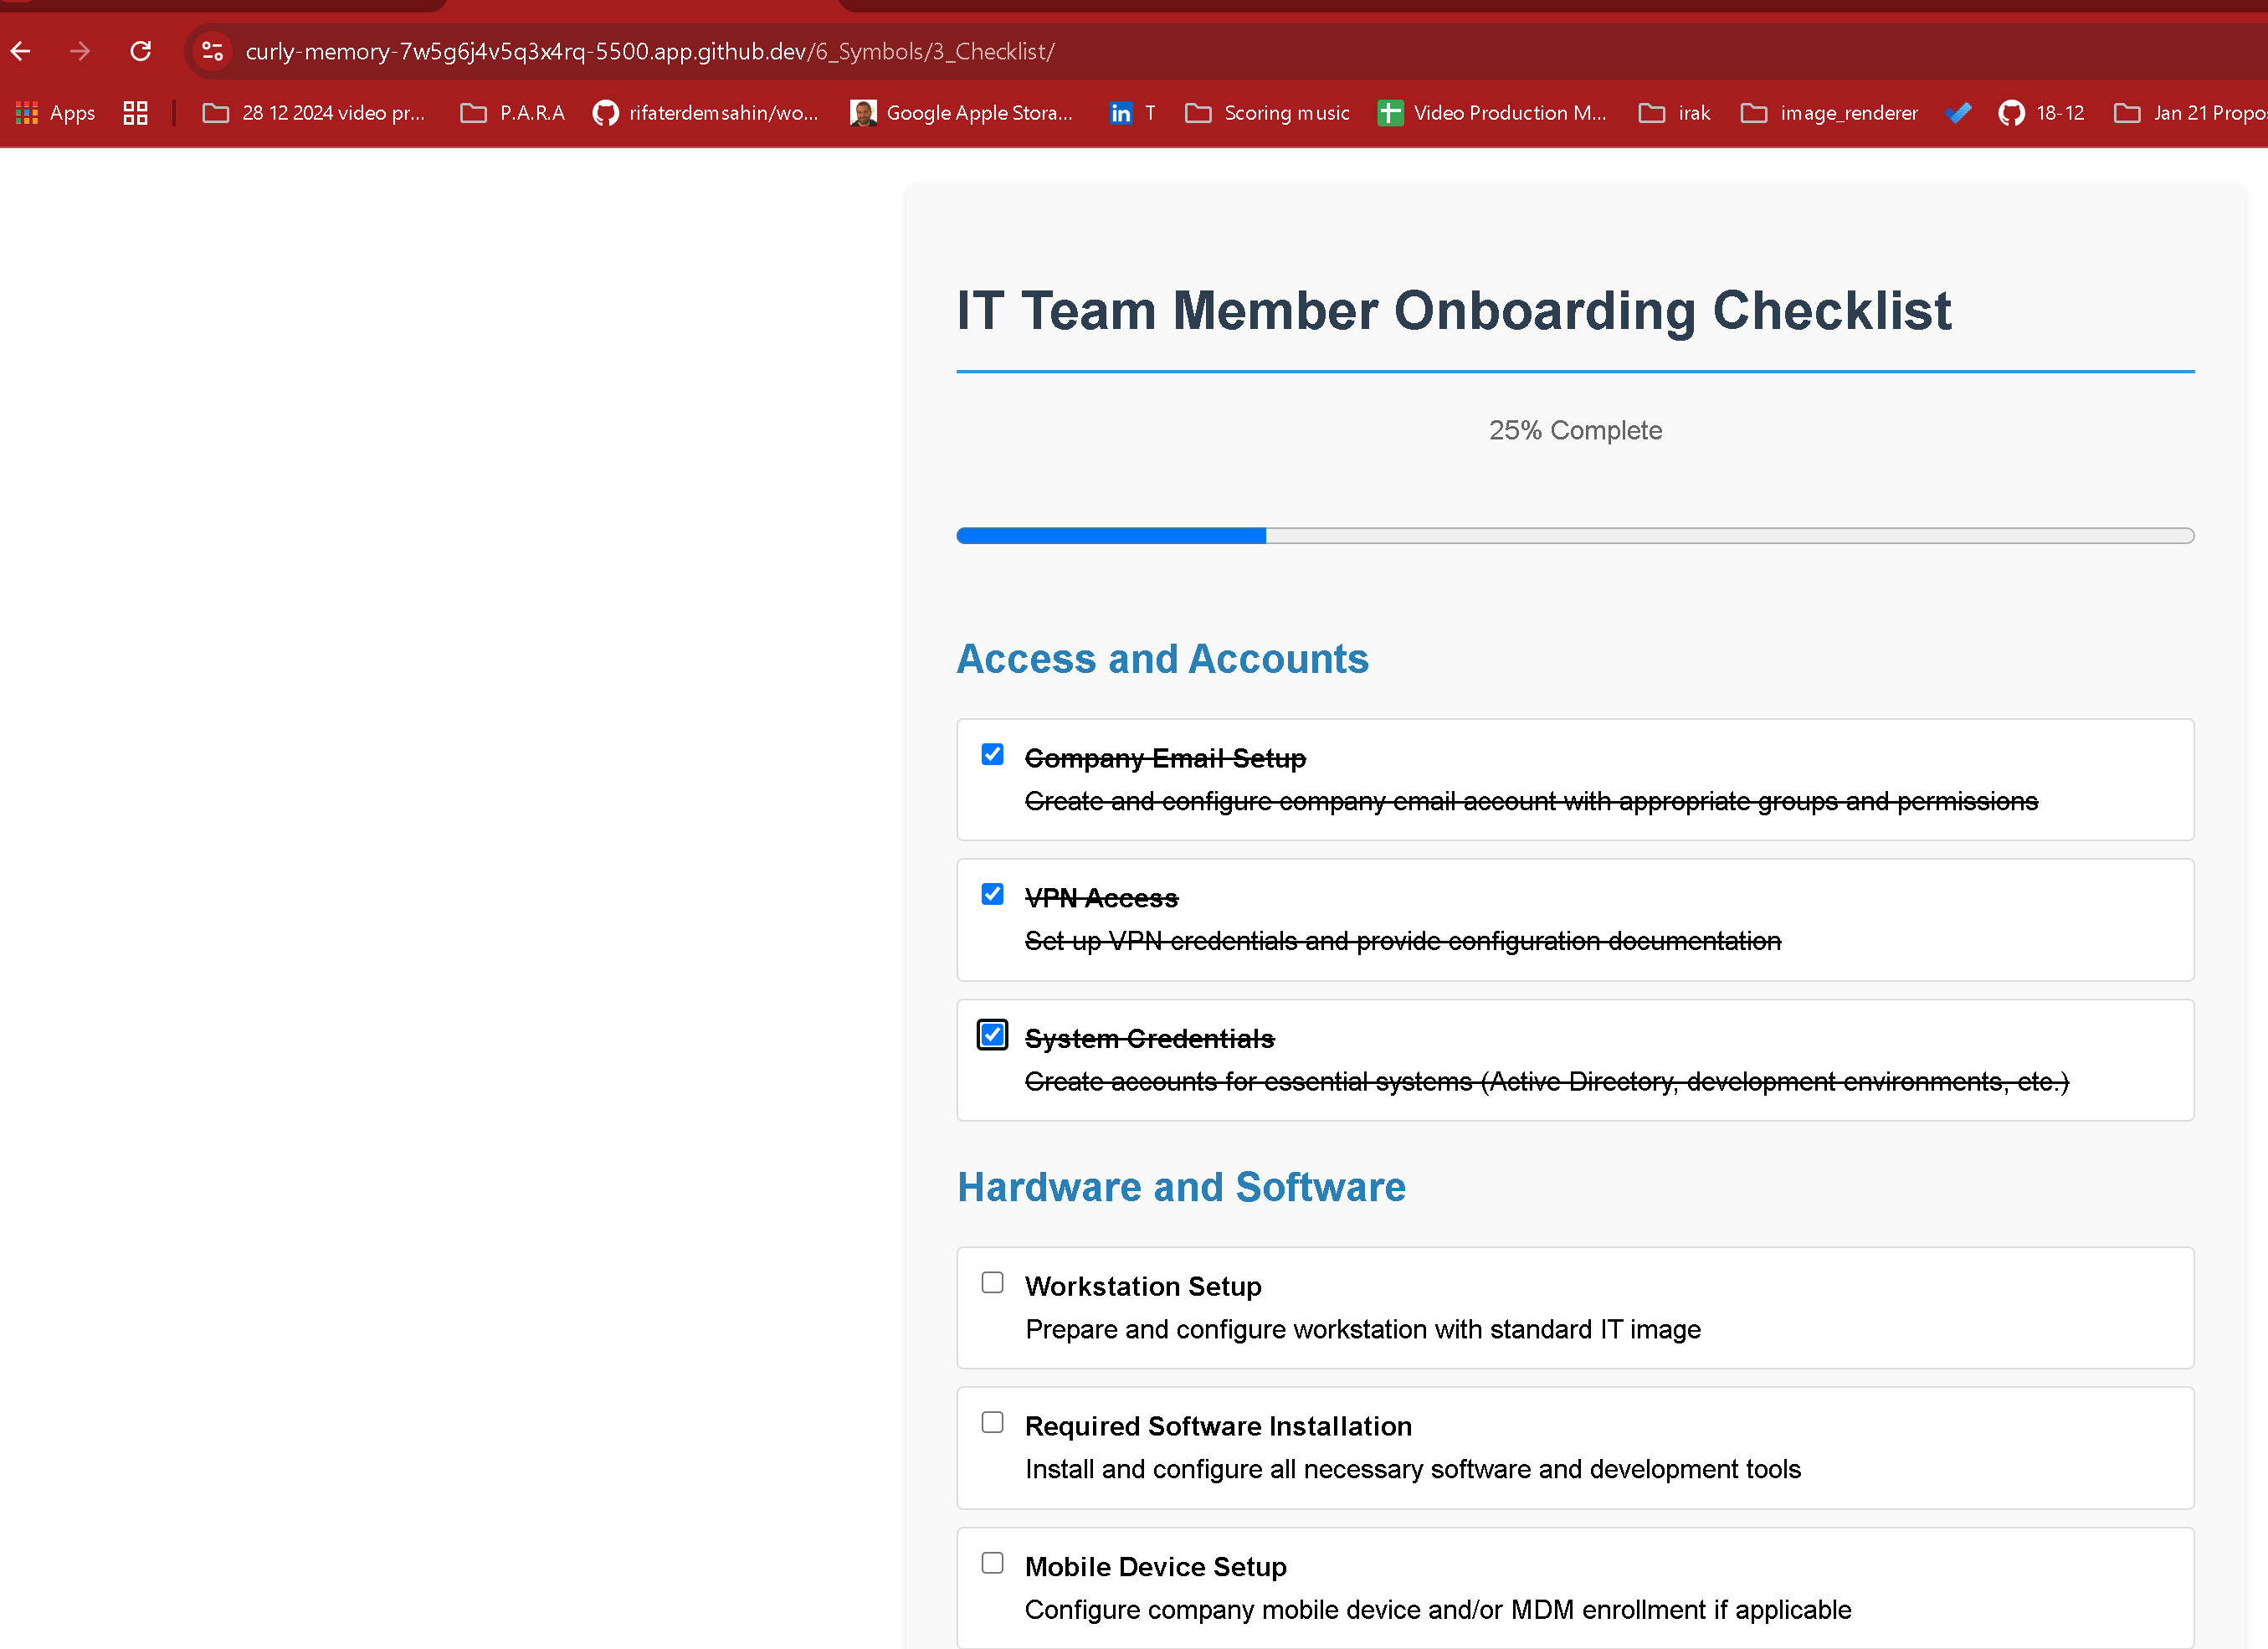 curly-memory-7w5g6j4v5q3x4rq-5500.app.github.dev/6_Symbols/3_Checklist/
Apps 28 12 2024 video pr... P.A.R.A rifaterdemsahin/wo... Google Apple Stora... T Scoring music Video Production M... irak image_renderer 18-12 Jan 21 Propo
IT Team Member Onboarding Checklist
25% Complete
Access and Accounts
Company Email Setup
Create and configure company email account with appropriate groups and permissions
VPN Access
Set up VPN credentials and provide configuration documentation
System Credentials
Create accounts for essential systems (Active Directory, development environments, etc.)
Hardware and Software
Workstation Setup
Prepare and configure workstation with standard IT image
Required Software Installation
Install and configure all necessary software and development tools
Mobile Device Setup
Configure company mobile device and/or MDM enrollment if applicable